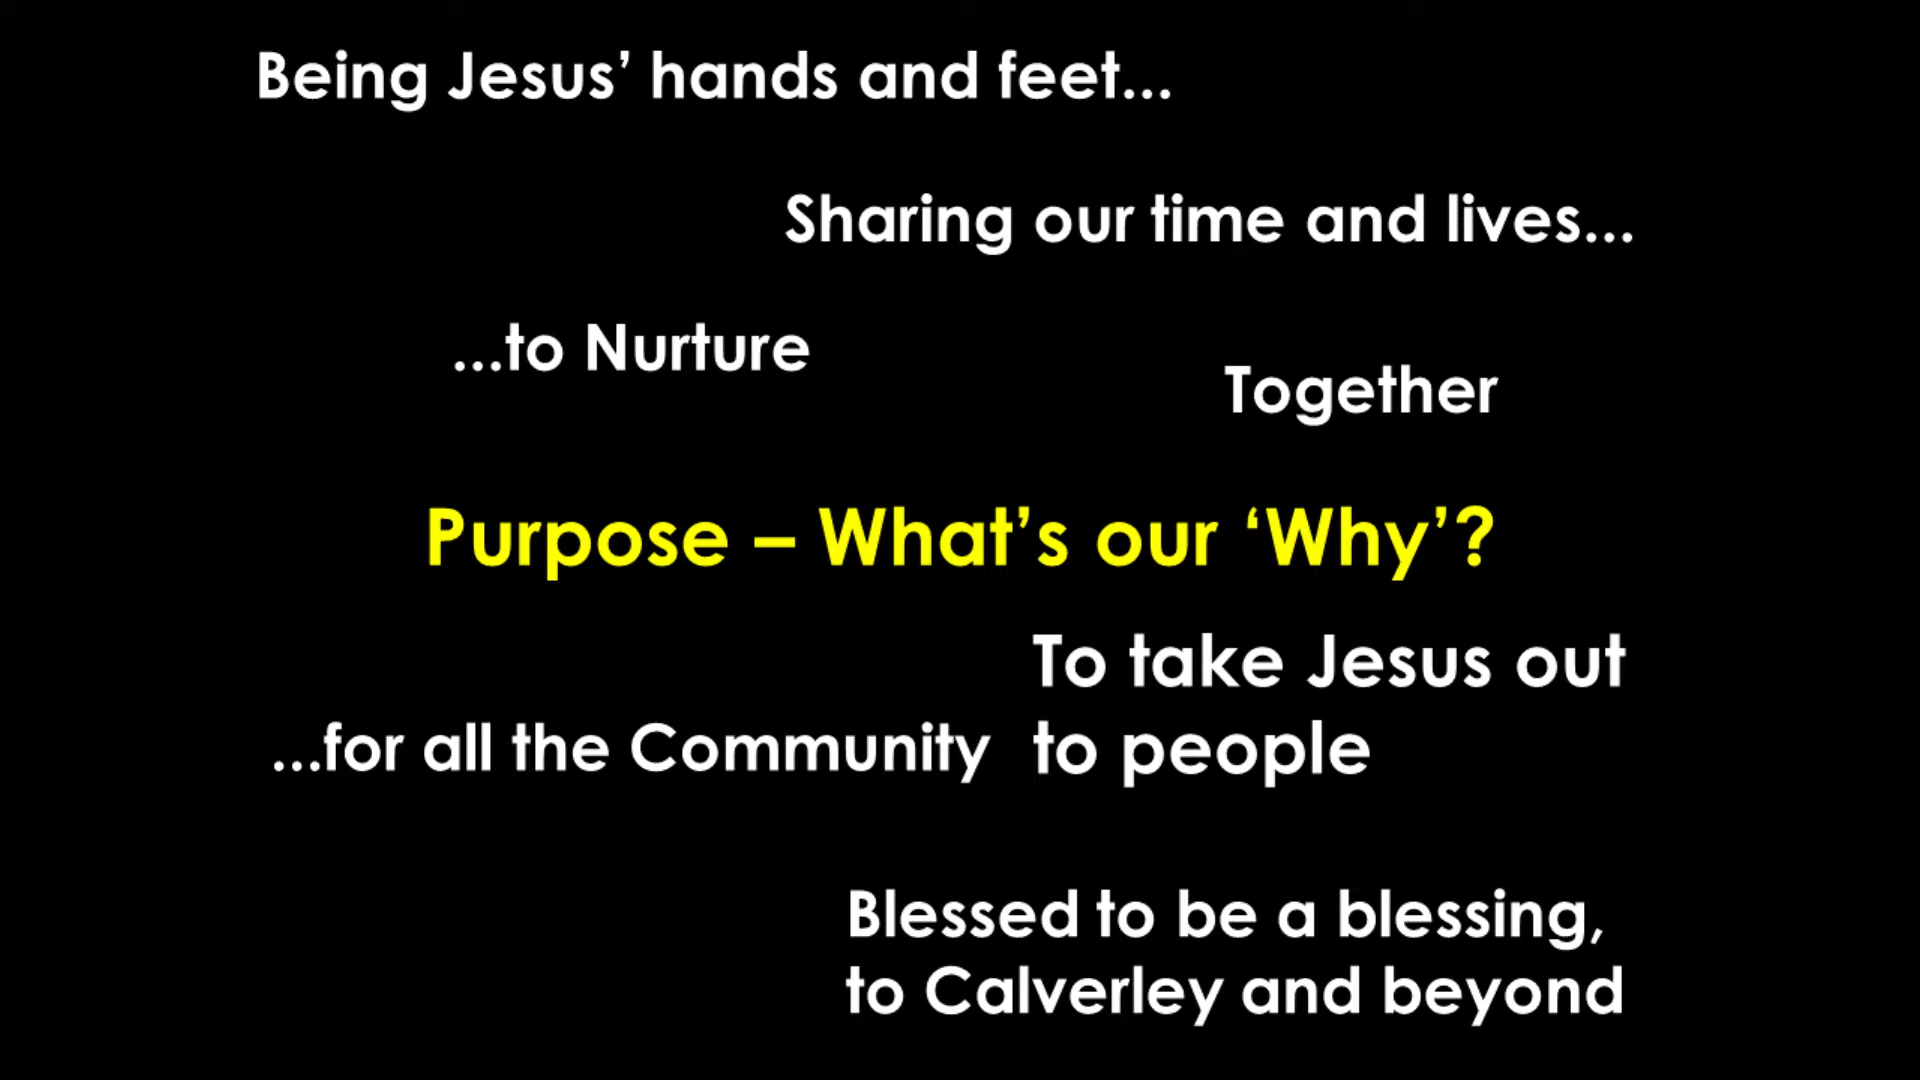 Being Jesus’ hands and feet...
Sharing our time and lives...
...to Nurture
Together
Purpose – What’s our ‘Why’?
To take Jesus out
to people
...for all the Community
Blessed to be a blessing,
to Calverley and beyond